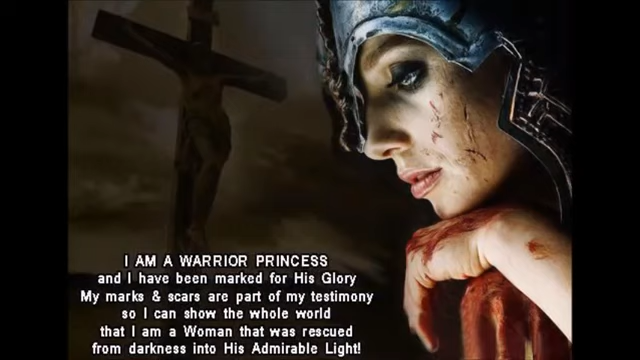 I AM A WARRIOR PRINCESS
and I have been marked for His Glory
My marks & scars are part of my testimony
so I can show the whole world
that I am a Woman that was rescued
from darkness into His Admirable Light!